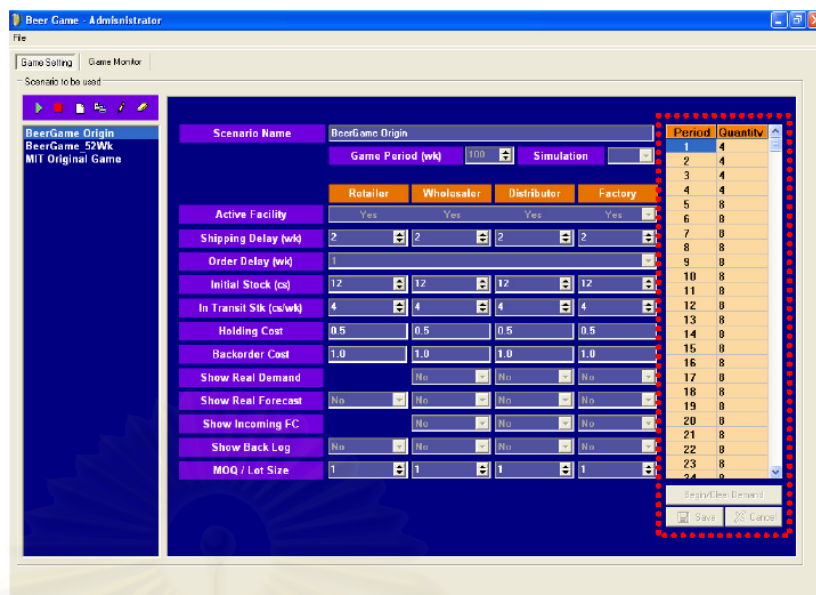 Beer Game - Admisnistrator
File
Game Setting Game Monitor
Scenario to be used
BeerGame Origin
BeerGame_52Wk
MIT Original Game
Scenario Name BeerGame Origin
Game Period (wk) 100 Simulation
Retailer Wholesaler Distributor Factory
Active Facility Yes Yes Yes Yes
Shipping Delay (wk) 2 2 2 2
Order Delay (wk) 1
Initial Stock (cs) 12 12 12 12
In Transit Stk (cs/wk) 4 4 4 4
Holding Cost 0.5 0.5 0.5 0.5
Backorder Cost 1.0 1.0 1.0 1.0
Show Real Demand No No No
Show Real Forecast No No No No
Show Incoming FC No No No
Show Back Log No No No No
MOQ / Lot Size 1 1 1 1
Period Quantity
1 4
2 4
3 4
4 4
5 8
6 8
7 8
8 8
9 8
10 8
11 8
12 8
13 8
14 8
15 8
16 8
17 8
18 8
19 8
20 8
21 8
22 8
23 8
24 8
Begin/Clear Demand
Save Cancel